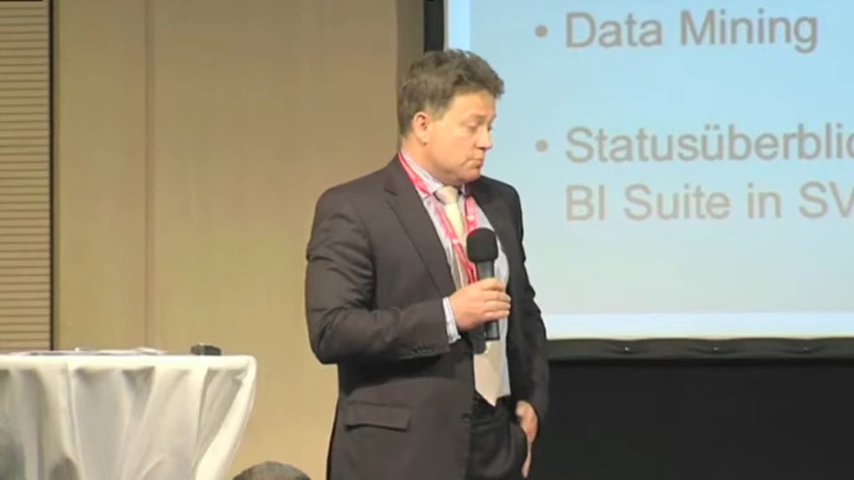 • Data Mining
• Statusüberblic
BI Suite in SV